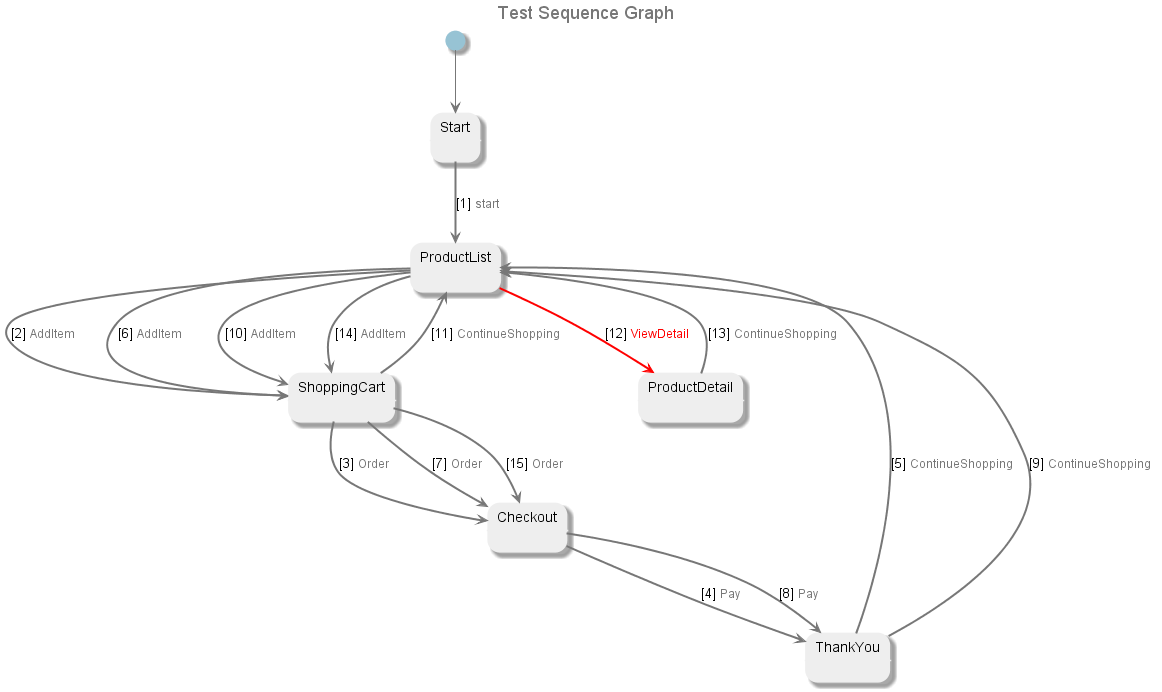 Test Sequence Graph
Start
[1] start
ProductList
[2] AddItem
[6] AddItem
[10] AddItem
[14] AddItem
[11] ContinueShopping
[12] ViewDetail
[13] ContinueShopping
ShoppingCart
ProductDetail
[3] Order
[7] Order
[15] Order
[5] ContinueShopping
[9] ContinueShopping
Checkout
[4] Pay
[8] Pay
ThankYou